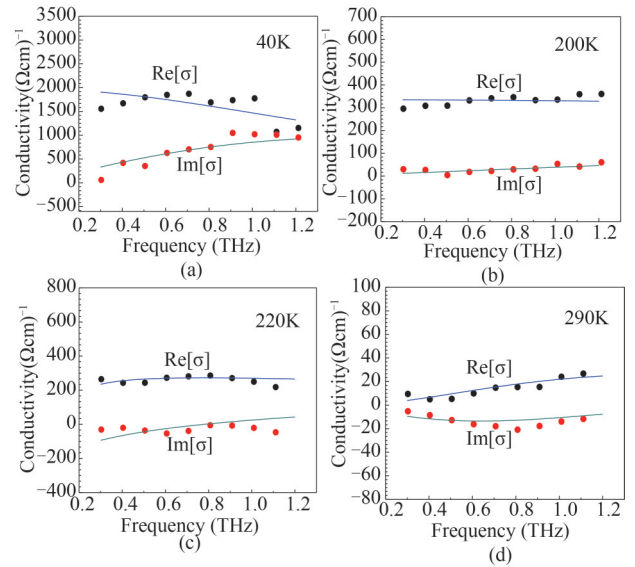 3500
3000
2500
2000
1500
1000
500
0
−500
Conductivity(Ωcm)⁻¹
40K
Re[σ]
Im[σ]
0.2 0.4 0.6 0.8 1.0 1.2
Frequency (THz)
(a)
700
600
500
400
300
200
100
0
−100
−200
Conductivity(Ωcm)⁻¹
200K
Re[σ]
Im[σ]
0.2 0.4 0.6 0.8 1.0 1.2
Frequency (THz)
(b)
800
600
400
200
0
−200
−400
Conductivity(Ωcm)⁻¹
220K
Re[σ]
Im[σ]
0.2 0.4 0.6 0.8 1.0 1.2
Frequency (THz)
(c)
100
80
60
40
20
0
−20
−40
−60
−80
Conductivity(Ωcm)⁻¹
290K
Re[σ]
Im[σ]
0.2 0.4 0.6 0.8 1.0 1.2
Frequency (THz)
(d)